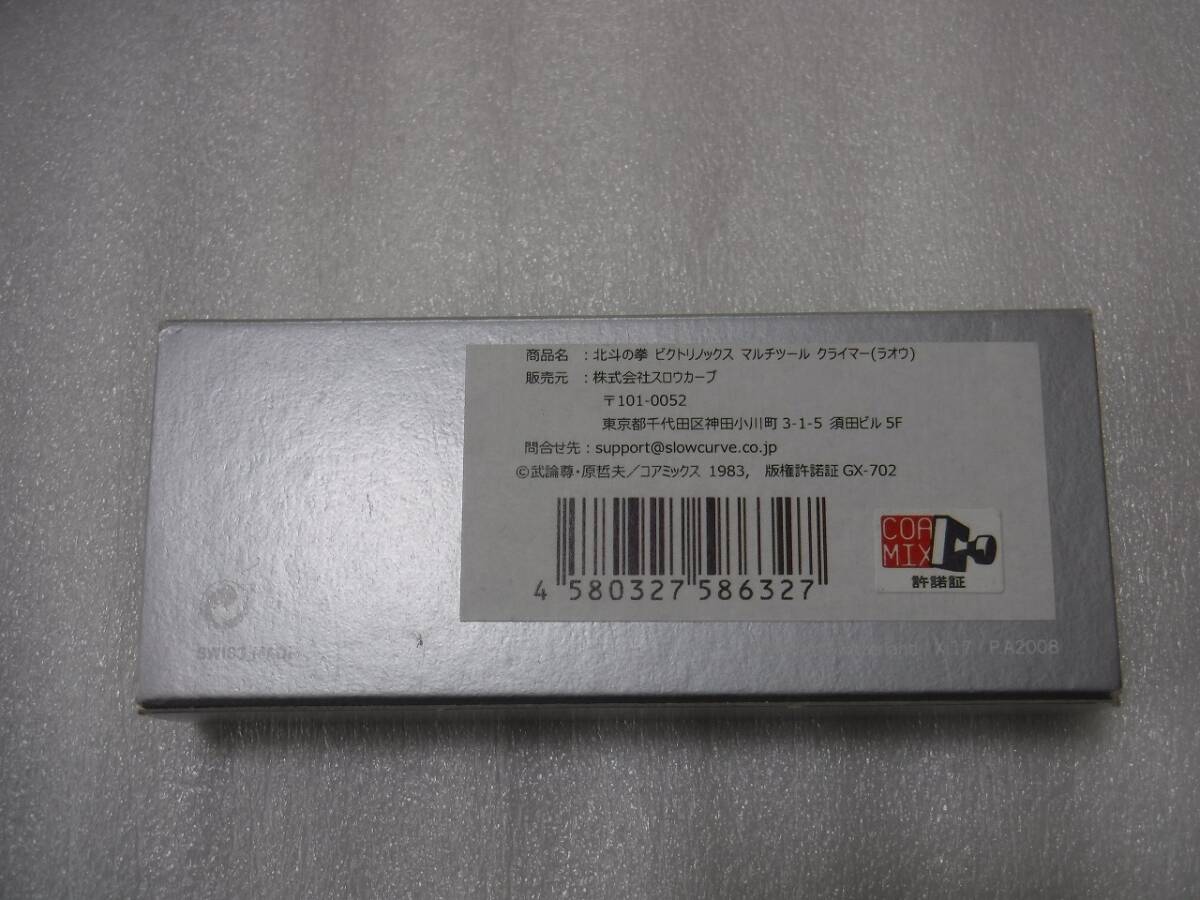 商品名 ：北斗の拳 ビクトリノックス マルチツール クライマー(ラオウ)
販売元 ：株式会社スロウカーブ
〒101-0052
東京都千代田区神田小川町 3-1-5 須田ビル 5F
問合せ先：support@slowcurve.co.jp
©武論尊・原哲夫／コアミックス 1983, 版権許諾証 GX-702
4 580327 586327
COA
MIX
許諾証
SWISS MADE
X.17 / P.A2008